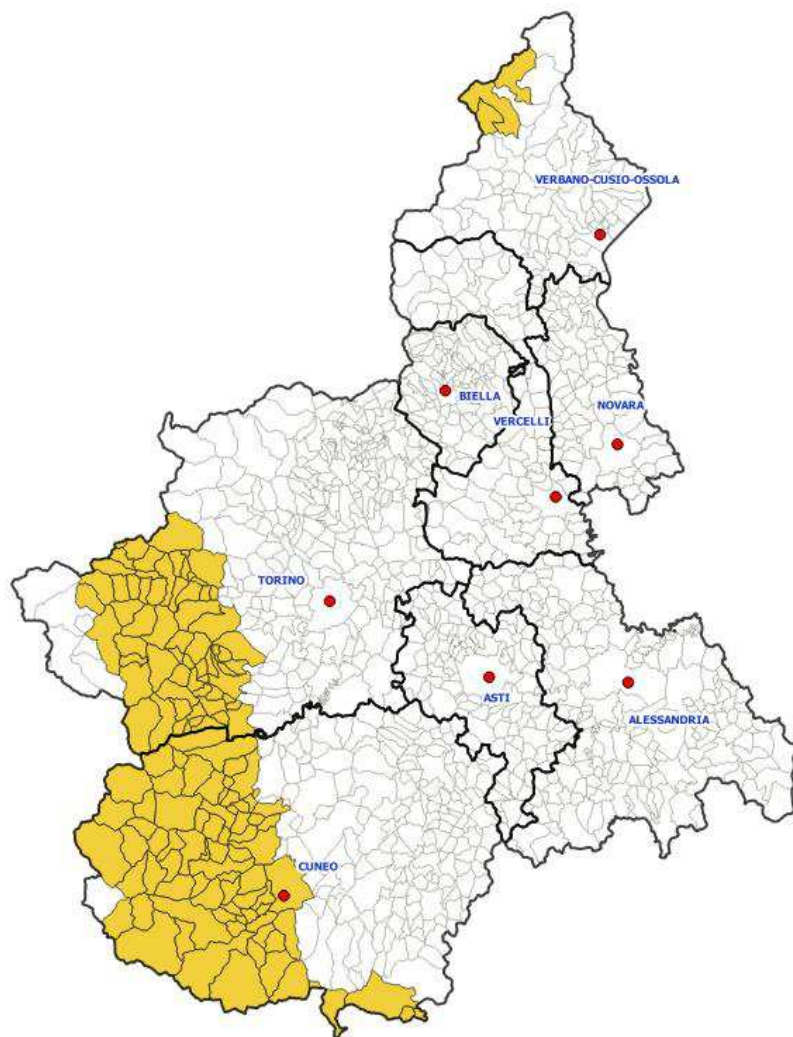 VERBANO-CUSIO-OSSOLA
BIELLA
NOVARA
VERCELLI
TORINO
ASTI
ALESSANDRIA
CUNEO